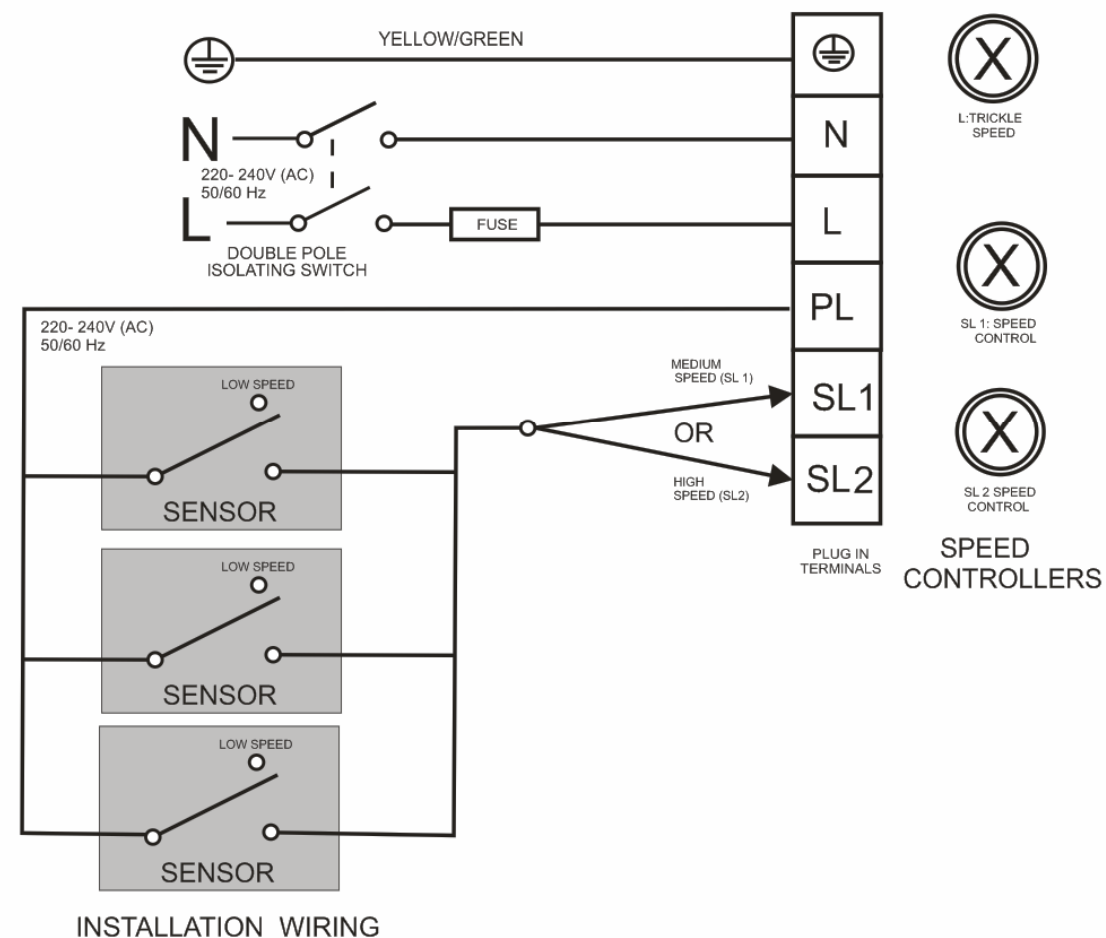 YELLOW/GREEN
N
220- 240V (AC)
50/60 Hz
L
DOUBLE POLE
ISOLATING SWITCH
FUSE
N
L
PL
SL1
SL2
PLUG IN
TERMINALS
X
L:TRICKLE
SPEED
X
SL 1: SPEED
CONTROL
X
SL 2 SPEED
CONTROL
SPEED
CONTROLLERS
220- 240V (AC)
50/60 Hz
MEDIUM
SPEED (SL 1)
OR
HIGH
SPEED (SL2)
LOW SPEED
SENSOR
LOW SPEED
SENSOR
LOW SPEED
SENSOR
INSTALLATION WIRING